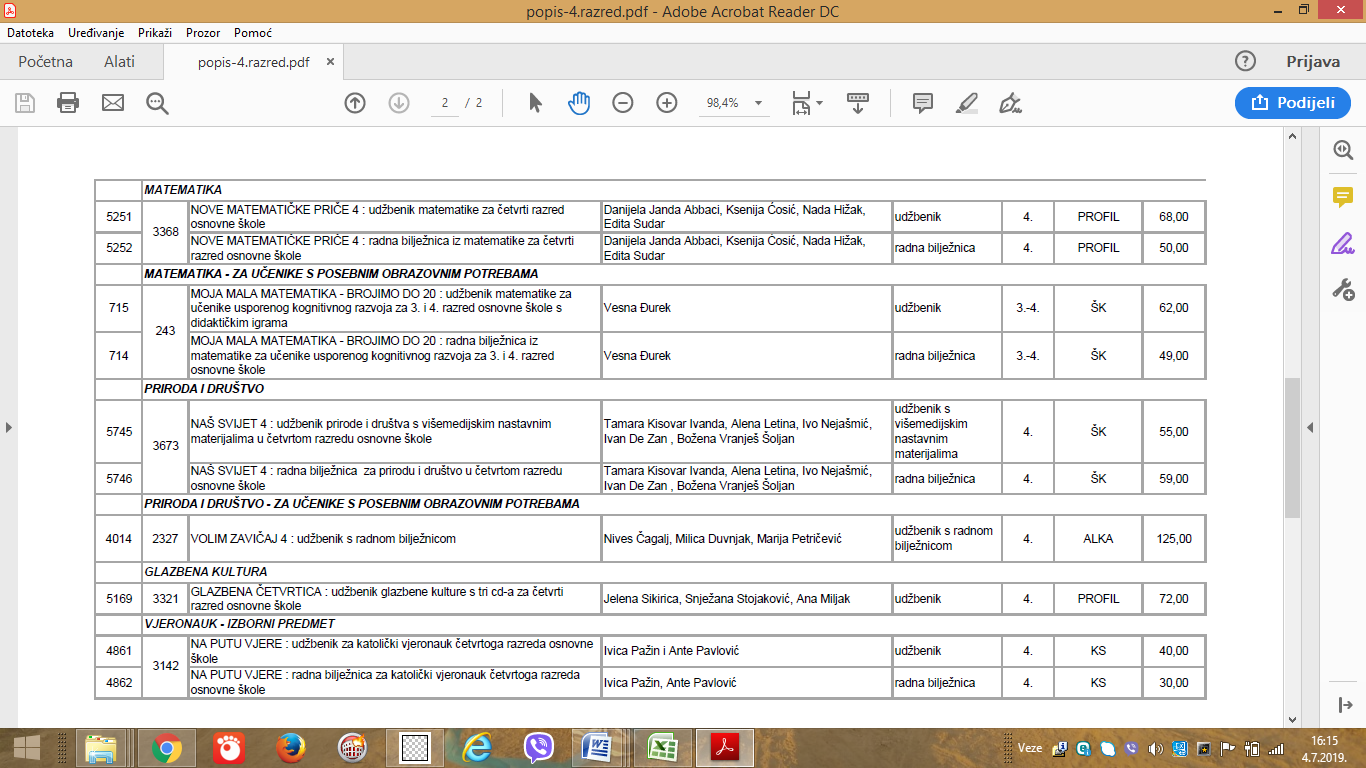 popis-4.razred.pdf - Adobe Acrobat Reader DC
Datoteka Uređivanje Prikaži Prozor Pomoć
Početna Alati popis-4.razred.pdf × Prijava
2 / 2 98,4% Podijeli
MATEMATIKA
5251 3368 NOVE MATEMATIČKE PRIČE 4 : udžbenik matematike za četvrti razred
osnovne škole
Danijela Janda Abbaci, Ksenija Ćosić, Nada Hižak,
Edita Sudar
udžbenik 4. PROFIL 68,00
5252 NOVE MATEMATIČKE PRIČE 4 : radna bilježnica iz matematike za četvrti
razred osnovne škole
Danijela Janda Abbaci, Ksenija Ćosić, Nada Hižak,
Edita Sudar
radna bilježnica 4. PROFIL 50,00
MATEMATIKA - ZA UČENIKE S POSEBNIM OBRAZOVNIM POTREBAMA
715 243 MOJA MALA MATEMATIKA - BROJIMO DO 20 : udžbenik matematike za
učenike usporenog kognitivnog razvoja za 3. i 4. razred osnovne škole s
didaktičkim igrama
Vesna Đurek udžbenik 3.-4. ŠK 62,00
714 MOJA MALA MATEMATIKA - BROJIMO DO 20 : radna bilježnica iz
matematike za učenike usporenog kognitivnog razvoja za 3. i 4. razred
osnovne škole
Vesna Đurek radna bilježnica 3.-4. ŠK 49,00
PRIRODA I DRUŠTVO
5745 3673 NAŠ SVIJET 4 : udžbenik prirode i društva s višemedijskim nastavnim
materijalima u četvrtom razredu osnovne škole
Tamara Kisovar Ivanda, Alena Letina, Ivo Nejašmić,
Ivan De Zan , Božena Vranješ Šoljan
udžbenik s
višemedijskim
nastavnim
materijalima
4. ŠK 55,00
5746 NAŠ SVIJET 4 : radna bilježnica za prirodu i društvo u četvrtom razredu
osnovne škole
Tamara Kisovar Ivanda, Alena Letina, Ivo Nejašmić,
Ivan De Zan , Božena Vranješ Šoljan
radna bilježnica 4. ŠK 59,00
PRIRODA I DRUŠTVO - ZA UČENIKE S POSEBNIM OBRAZOVNIM POTREBAMA
4014 2327 VOLIM ZAVIČAJ 4 : udžbenik s radnom bilježnicom
Nives Čagalj, Milica Duvnjak, Marija Petričević
udžbenik s radnom
bilježnicom
4. ALKA 125,00
GLAZBENA KULTURA
5169 3321 GLAZBENA ČETVRTICA : udžbenik glazbene kulture s tri cd-a za četvrti
razred osnovne škole
Jelena Sikirica, Snježana Stojaković, Ana Miljak udžbenik 4. PROFIL 72,00
VJERONAUK - IZBORNI PREDMET
4861 3142 NA PUTU VJERE : udžbenik za katolički vjeronauk četvrtoga razreda osnovne
škole
Ivica Pažin i Ante Pavlović udžbenik 4. KS 40,00
4862 NA PUTU VJERE : radna bilježnica za katolički vjeronauk četvrtoga razreda
osnovne škole
Ivica Pažin, Ante Pavlović radna bilježnica 4. KS 30,00
Veze 16:15
4.7.2019.